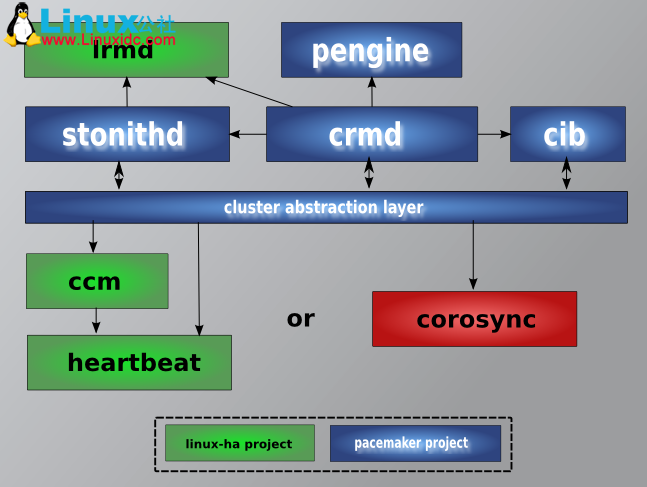 Linux公社
www.Linuxidc.com
lrmd
pengine
stonithd
crmd
cib
cluster abstraction layer
ccm
or
corosync
heartbeat
linux-ha project
pacemaker project